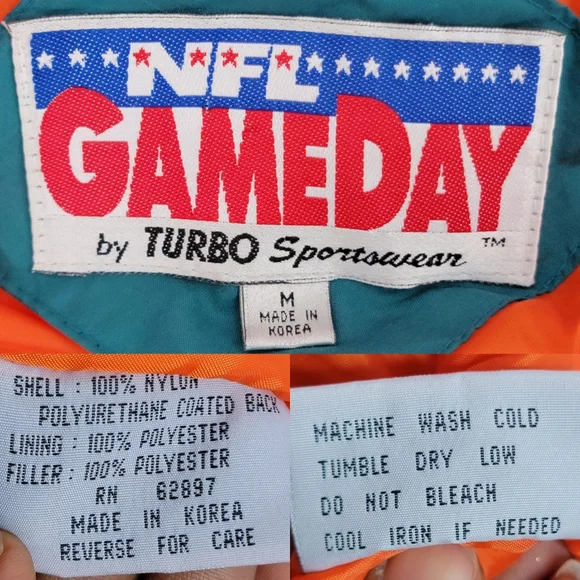 NFL
GAMEDAY
by TURBO Sportswear ™
M
MADE IN
KOREA
SHELL : 100% NYLON
POLYURETHANE COATED BACK
LINING : 100% POLYESTER
FILLER : 100% POLYESTER
RN 62897
MADE IN KOREA
REVERSE FOR CARE
MACHINE WASH COLD
TUMBLE DRY LOW
DO NOT BLEACH
COOL IRON IF NEEDED